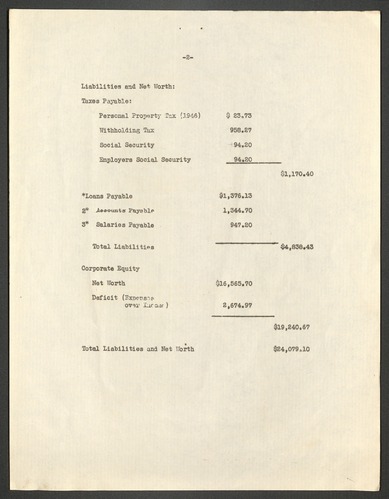 -2-
Liabilities and Net Worth:
Taxes Payable:
Personal Property Tax (1946) $ 23.73
Withholding Tax 958.27
Social Security 94.20
Employers Social Security 94.20
$1,170.40
*Loans Payable $1,376.13
2* Accounts Payable 1,344.70
3* Salaries Payable 947.20
Total Liabilities $4,838.43
Corporate Equity
Net Worth $16,565.70
Deficit (Expense
over Income) 2,674.97
$19,240.67
Total Liabilities and Net Worth $24,079.10